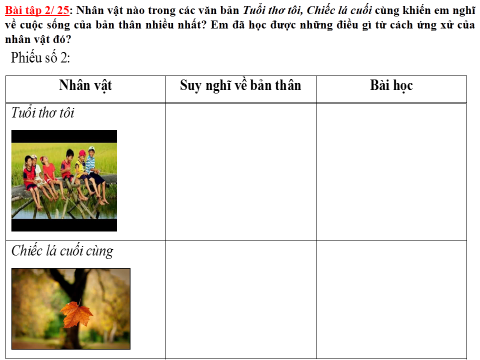 Bài tập 2/ 25: Nhân vật nào trong các văn bản Tuổi thơ tôi, Chiếc lá cuối cùng khiến em nghĩ
về cuộc sống của bản thân nhiều nhất? Em đã học được những điều gì từ cách ứng xử của
nhân vật đó?
Phiếu số 2:
Nhân vật
Suy nghĩ về bản thân
Bài học
Tuổi thơ tôi
Chiếc lá cuối cùng